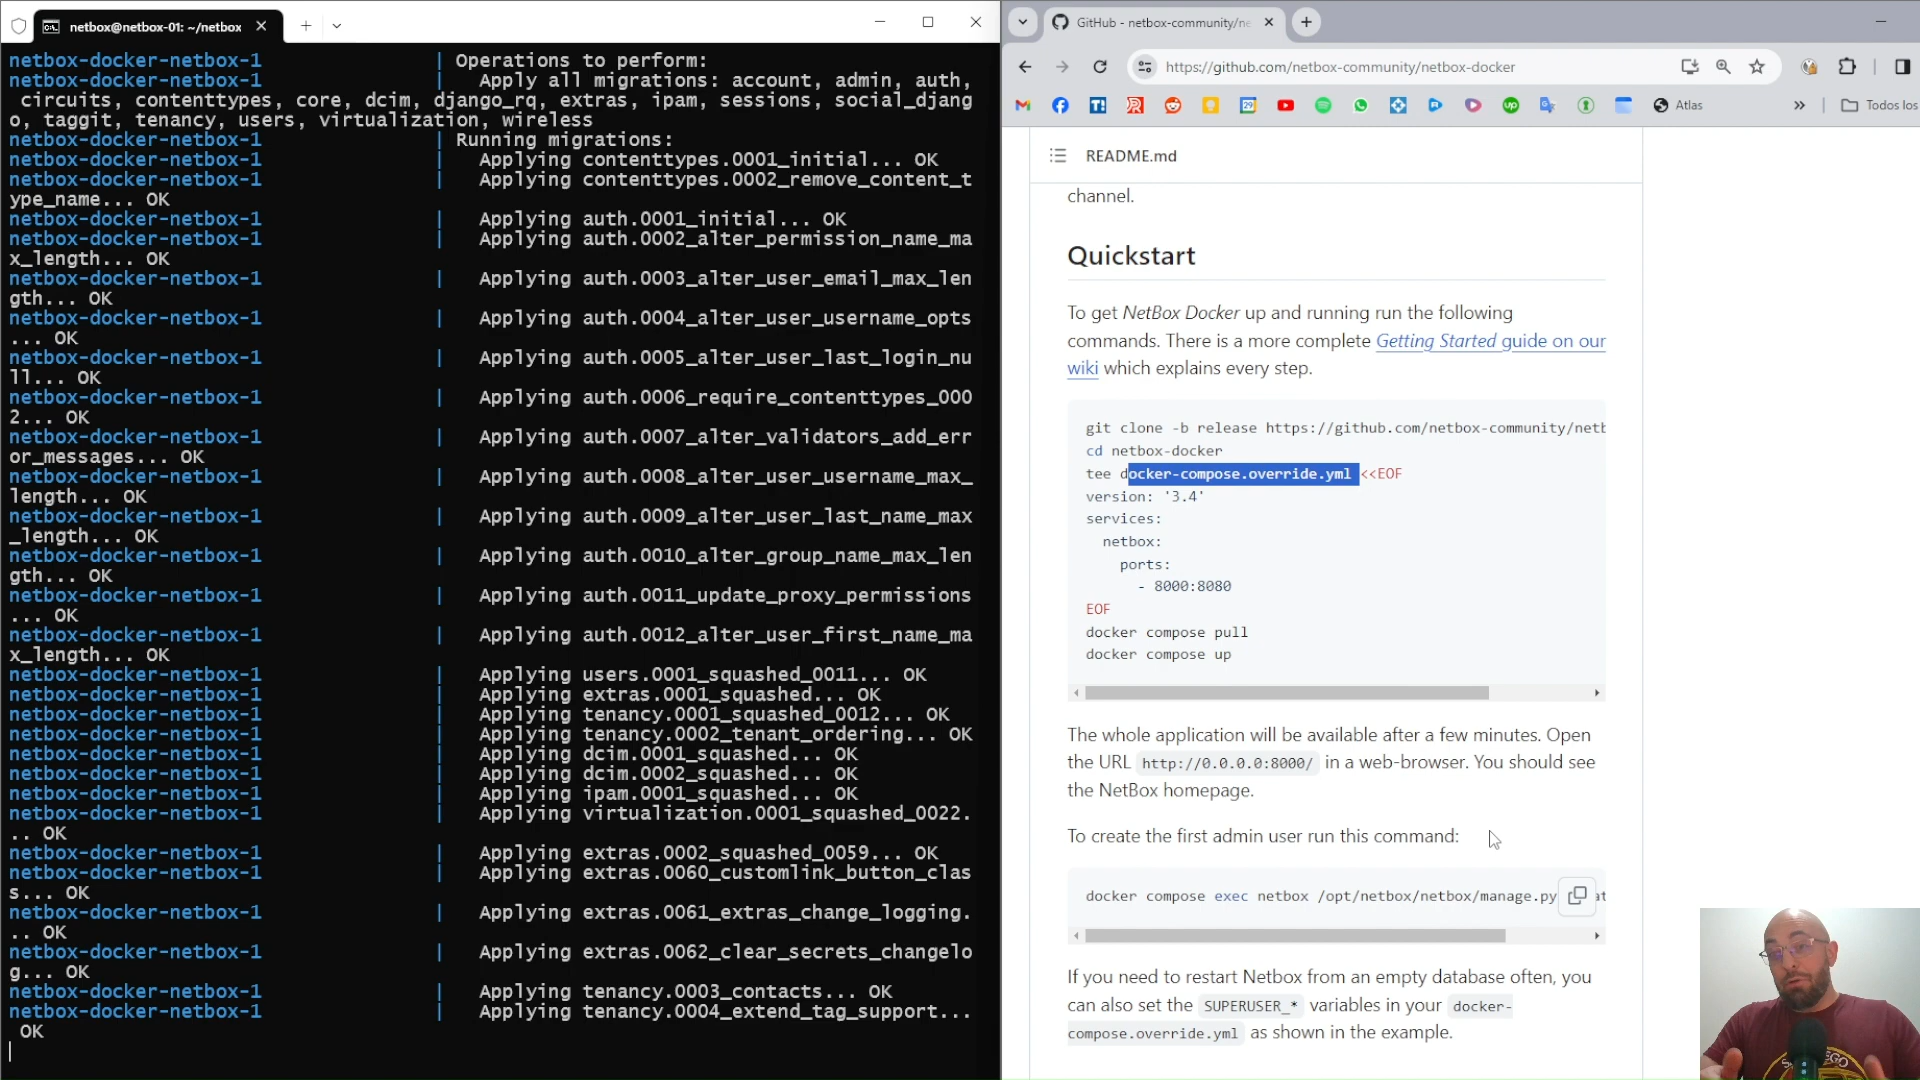 netbox@netbox-01: ~/netbox
netbox-docker-netbox-1 | Operations to perform:
netbox-docker-netbox-1 | Apply all migrations: account, admin, auth,
circuits, contenttypes, core, dcim, django_rq, extras, ipam, sessions, social_djang
o, taggit, tenancy, users, virtualization, wireless
netbox-docker-netbox-1 | Running migrations:
netbox-docker-netbox-1 | Applying contenttypes.0001_initial... OK
netbox-docker-netbox-1 | Applying contenttypes.0002_remove_content_t
ype_name... OK
netbox-docker-netbox-1 | Applying auth.0001_initial... OK
netbox-docker-netbox-1 | Applying auth.0002_alter_permission_name_ma
x_length... OK
netbox-docker-netbox-1 | Applying auth.0003_alter_user_email_max_len
gth... OK
netbox-docker-netbox-1 | Applying auth.0004_alter_user_username_opts
... OK
netbox-docker-netbox-1 | Applying auth.0005_alter_user_last_login_nu
ll... OK
netbox-docker-netbox-1 | Applying auth.0006_require_contenttypes_000
2... OK
netbox-docker-netbox-1 | Applying auth.0007_alter_validators_add_err
or_messages... OK
netbox-docker-netbox-1 | Applying auth.0008_alter_user_username_max_
length... OK
netbox-docker-netbox-1 | Applying auth.0009_alter_user_last_name_max
_length... OK
netbox-docker-netbox-1 | Applying auth.0010_alter_group_name_max_len
gth... OK
netbox-docker-netbox-1 | Applying auth.0011_update_proxy_permissions
... OK
netbox-docker-netbox-1 | Applying auth.0012_alter_user_first_name_ma
x_length... OK
netbox-docker-netbox-1 | Applying users.0001_squashed_0011... OK
netbox-docker-netbox-1 | Applying extras.0001_squashed... OK
netbox-docker-netbox-1 | Applying tenancy.0001_squashed_0012... OK
netbox-docker-netbox-1 | Applying tenancy.0002_tenant_ordering... OK
netbox-docker-netbox-1 | Applying dcim.0001_squashed... OK
netbox-docker-netbox-1 | Applying dcim.0002_squashed... OK
netbox-docker-netbox-1 | Applying ipam.0001_squashed... OK
netbox-docker-netbox-1 | Applying virtualization.0001_squashed_0022.
.. OK
netbox-docker-netbox-1 | Applying extras.0002_squashed_0059... OK
netbox-docker-netbox-1 | Applying extras.0060_customlink_button_clas
s... OK
netbox-docker-netbox-1 | Applying extras.0061_extras_change_logging.
.. OK
netbox-docker-netbox-1 | Applying extras.0062_clear_secrets_changelo
g... OK
netbox-docker-netbox-1 | Applying tenancy.0003_contacts... OK
netbox-docker-netbox-1 | Applying tenancy.0004_extend_tag_support...
OK
GitHub - netbox-community/ne
https://github.com/netbox-community/netbox-docker
Atlas
Todos los
README.md
channel.
Quickstart
To get NetBox Docker up and running run the following
commands. There is a more complete Getting Started guide on our
wiki which explains every step.
git clone -b release https://github.com/netbox-community/netb
cd netbox-docker
tee docker-compose.override.yml <<EOF
version: '3.4'
services:
netbox:
ports:
- 8000:8080
EOF
docker compose pull
docker compose up
The whole application will be available after a few minutes. Open
the URL http://0.0.0.0:8000/ in a web-browser. You should see
the NetBox homepage.
To create the first admin user run this command:
docker compose exec netbox /opt/netbox/netbox/manage.py
If you need to restart Netbox from an empty database often, you
can also set the SUPERUSER_* variables in your docker-
compose.override.yml as shown in the example.